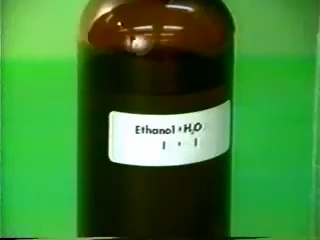 Ethanol + H₂O
1 : 1